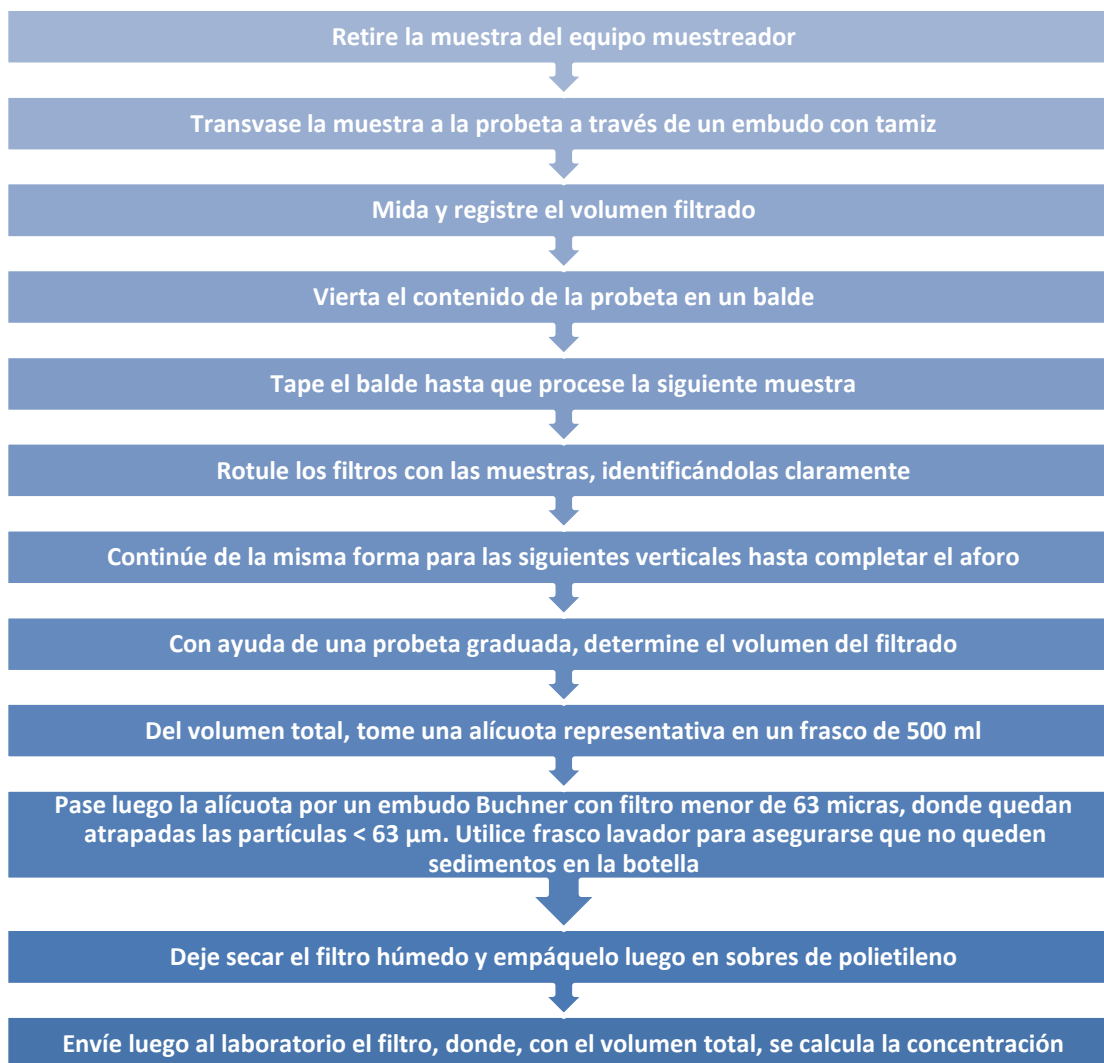 Retire la muestra del equipo muestreador
Transvase la muestra a la probeta a través de un embudo con tamiz
Mida y registre el volumen filtrado
Vierta el contenido de la probeta en un balde
Tape el balde hasta que procese la siguiente muestra
Rotule los filtros con las muestras, identificándolas claramente
Continúe de la misma forma para las siguientes verticales hasta completar el aforo
Con ayuda de una probeta graduada, determine el volumen del filtrado
Del volumen total, tome una alícuota representativa en un frasco de 500 ml
Pase luego la alícuota por un embudo Buchner con filtro menor de 63 micras, donde quedan
atrapadas las partículas < 63 µm. Utilice frasco lavador para asegurarse que no queden
sedimentos en la botella
Deje secar el filtro húmedo y empáquelo luego en sobres de polietileno
Envíe luego al laboratorio el filtro, donde, con el volumen total, se calcula la concentración